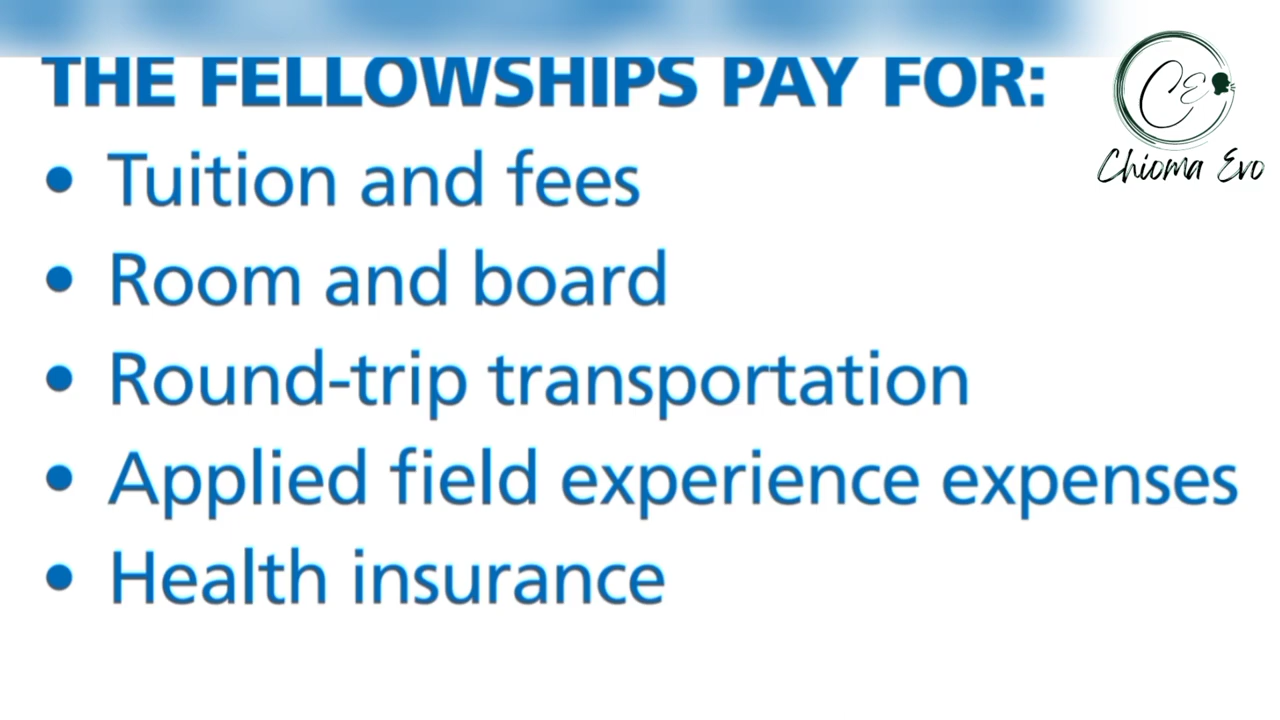 THE FELLOWSHIPS PAY FOR:
• Tuition and fees
• Room and board
• Round-trip transportation
• Applied field experience expenses
• Health insurance
CE
Chioma Evo